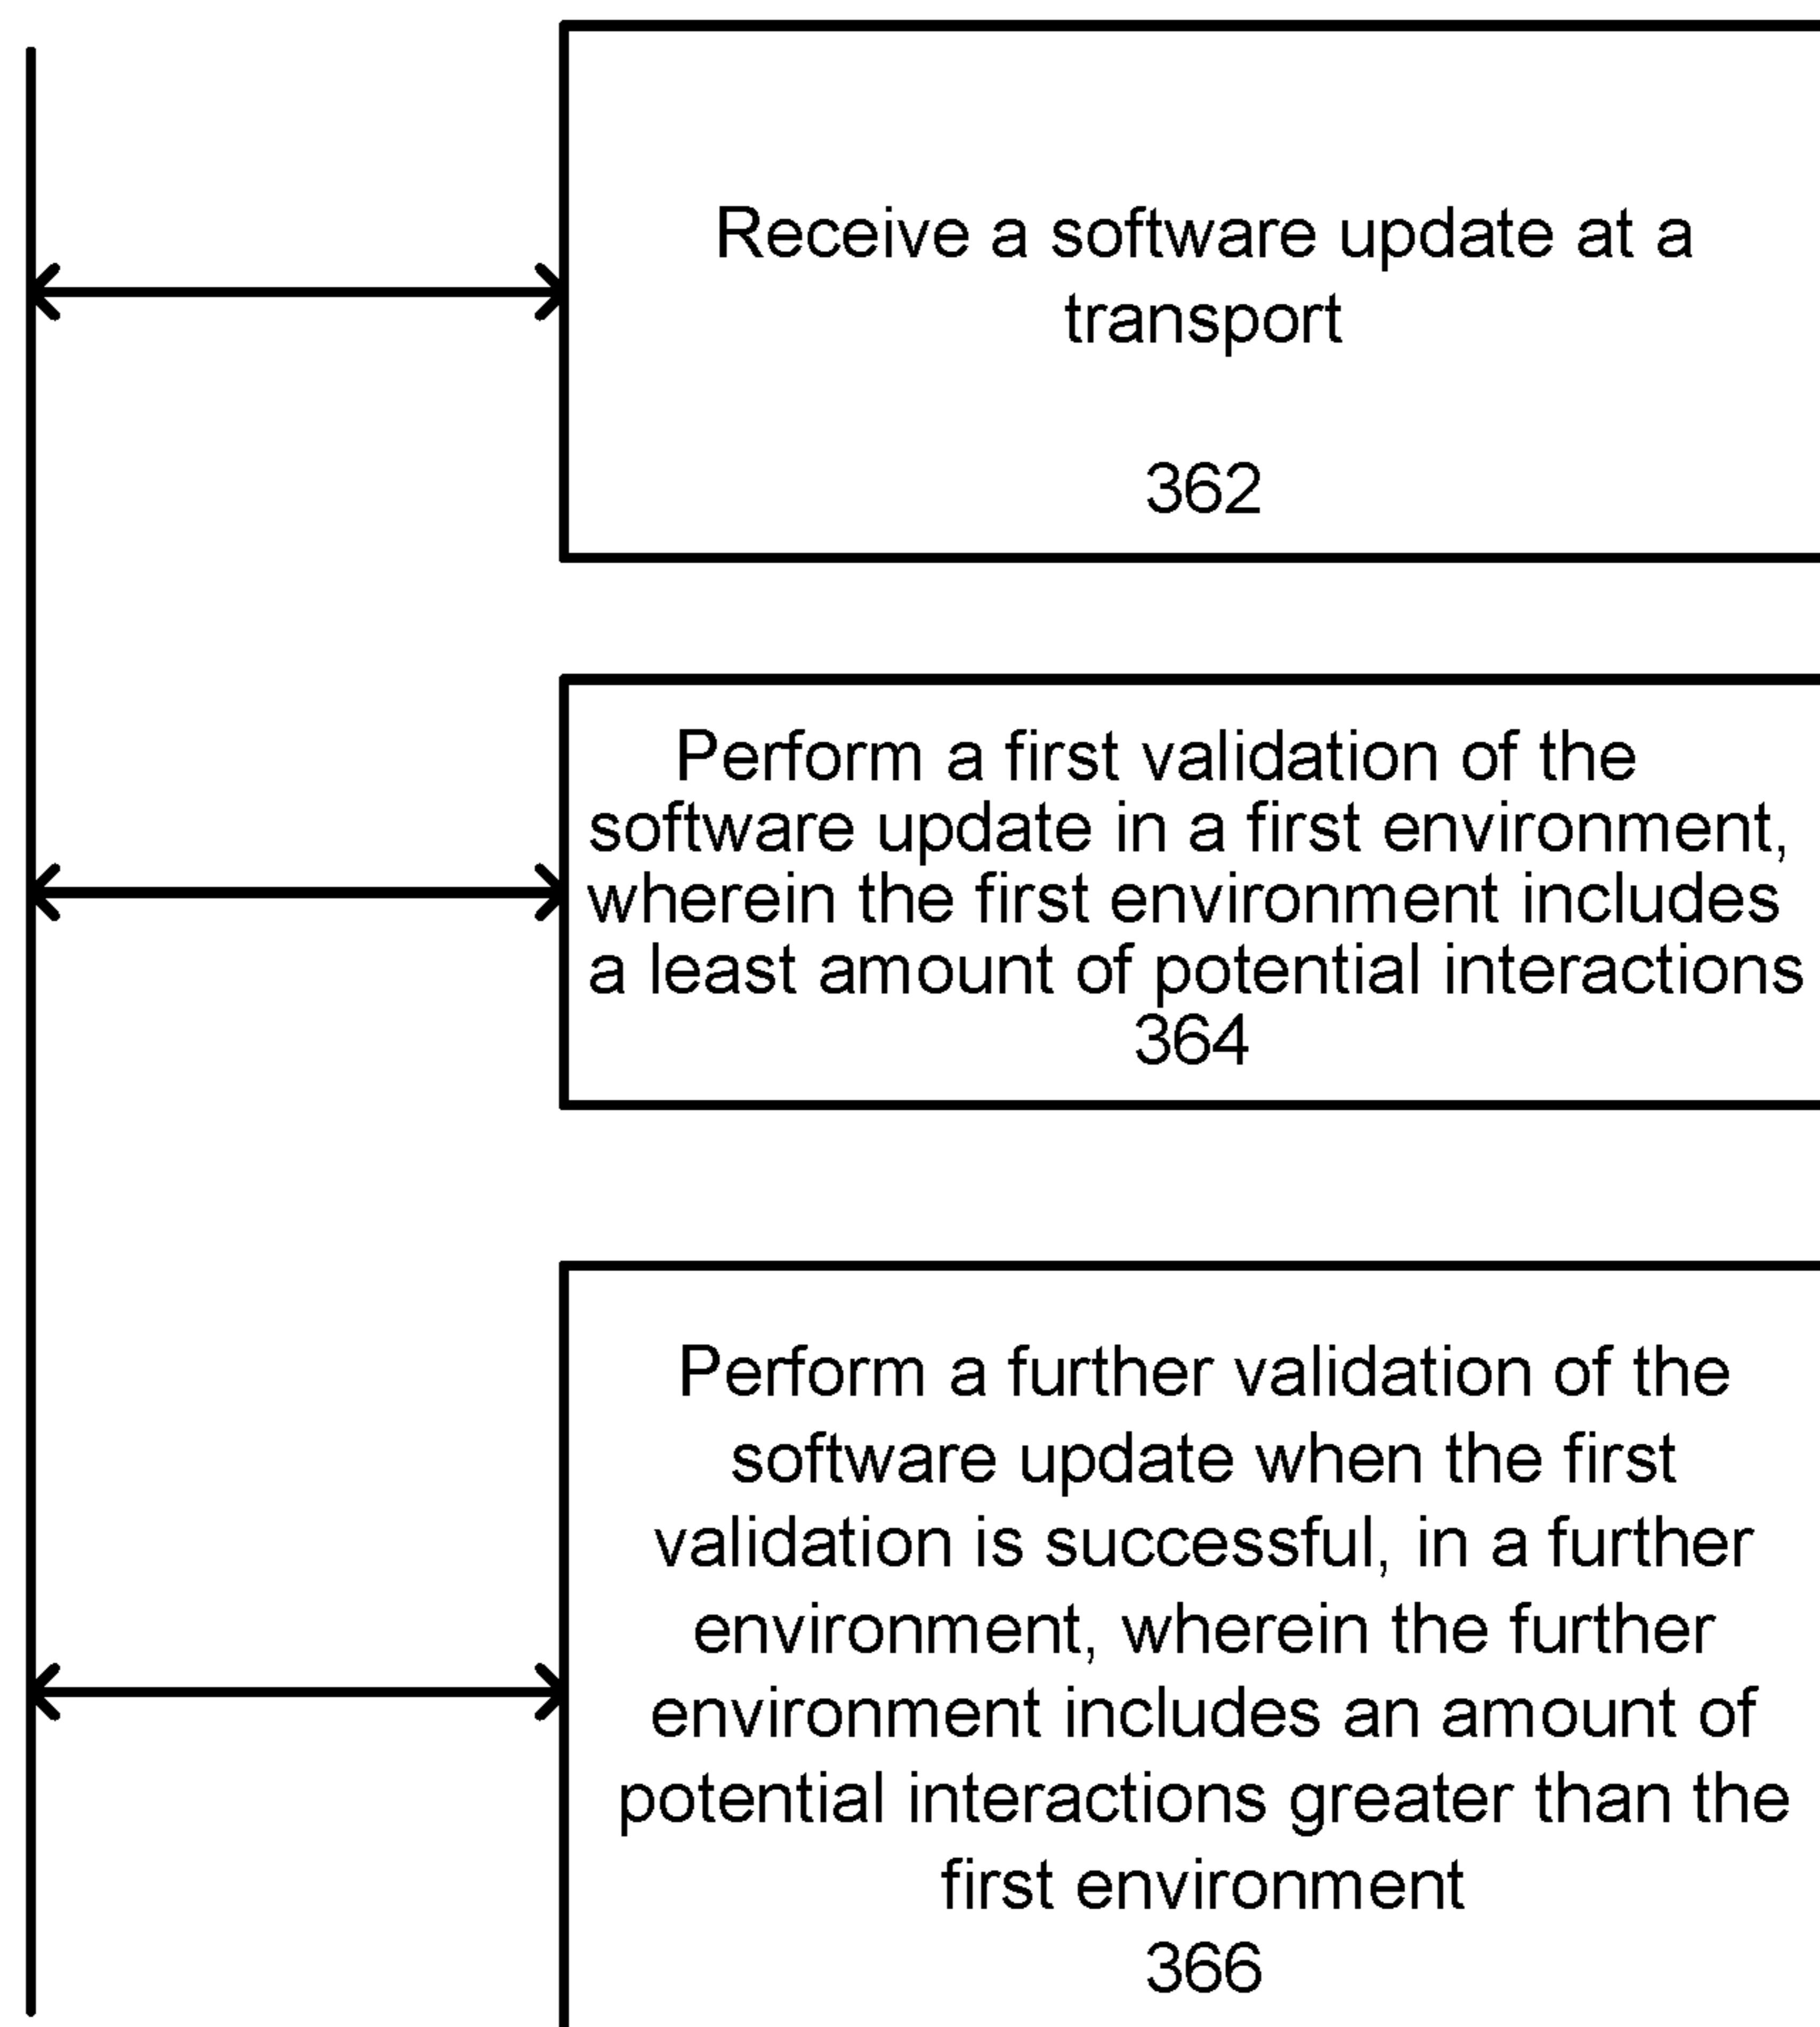 Receive a software update at a
transport
362
Perform a first validation of the
software update in a first environment,
wherein the first environment includes
a least amount of potential interactions
364
Perform a further validation of the
software update when the first
validation is successful, in a further
environment, wherein the further
environment includes an amount of
potential interactions greater than the
first environment
366